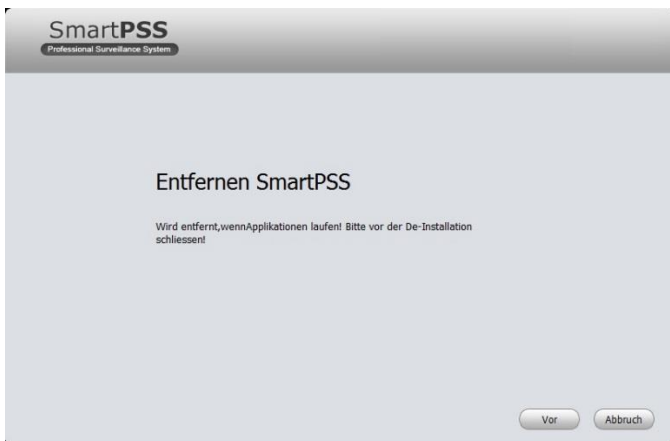 SmartPSS
Professional Surveillance System
Entfernen SmartPSS
Wird entfernt,wennApplikationen laufen! Bitte vor der De-Installation
schliessen!
Vor
Abbruch